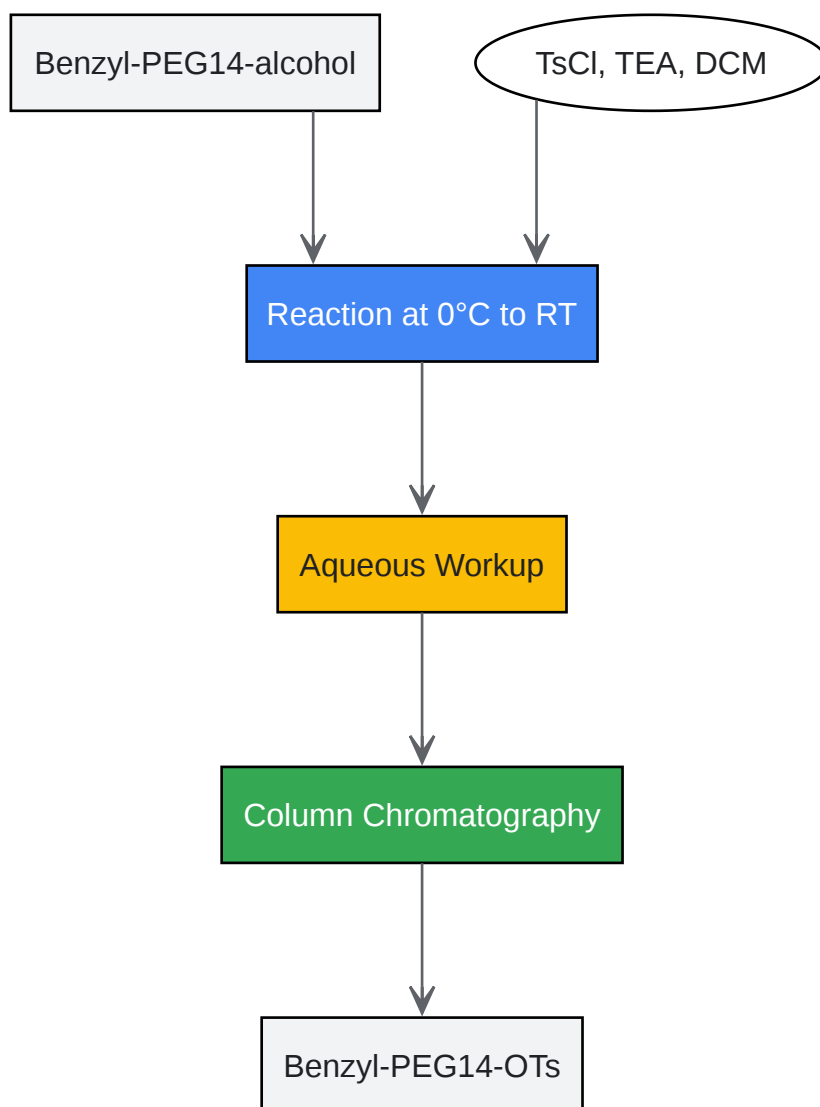 Benzyl-PEG14-alcohol
TsCl, TEA, DCM
Reaction at 0°C to RT
Aqueous Workup
Column Chromatography
Benzyl-PEG14-OTs